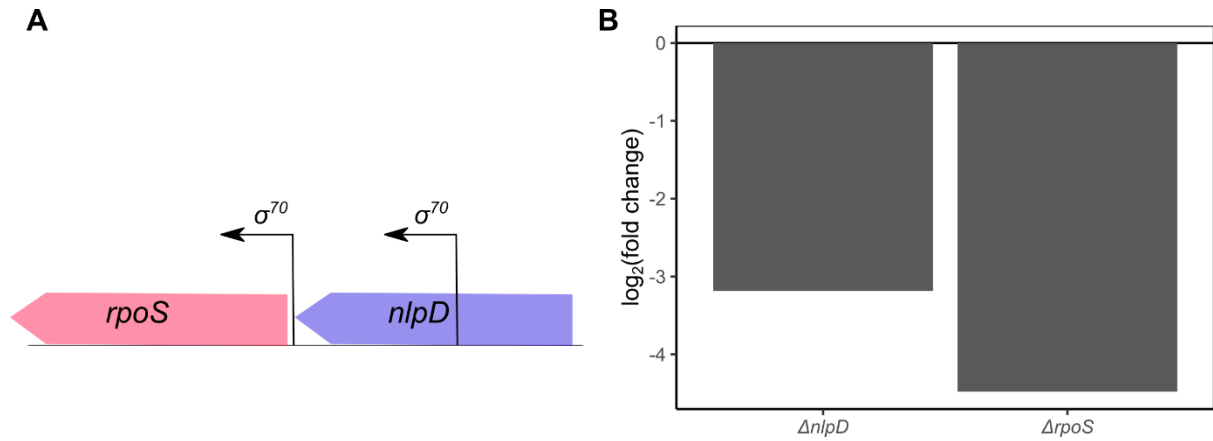 A
σ70
σ70
rpoS
nlpD
B
log2(fold change)
0
-1
-2
-3
-4
ΔnlpD
ΔrpoS